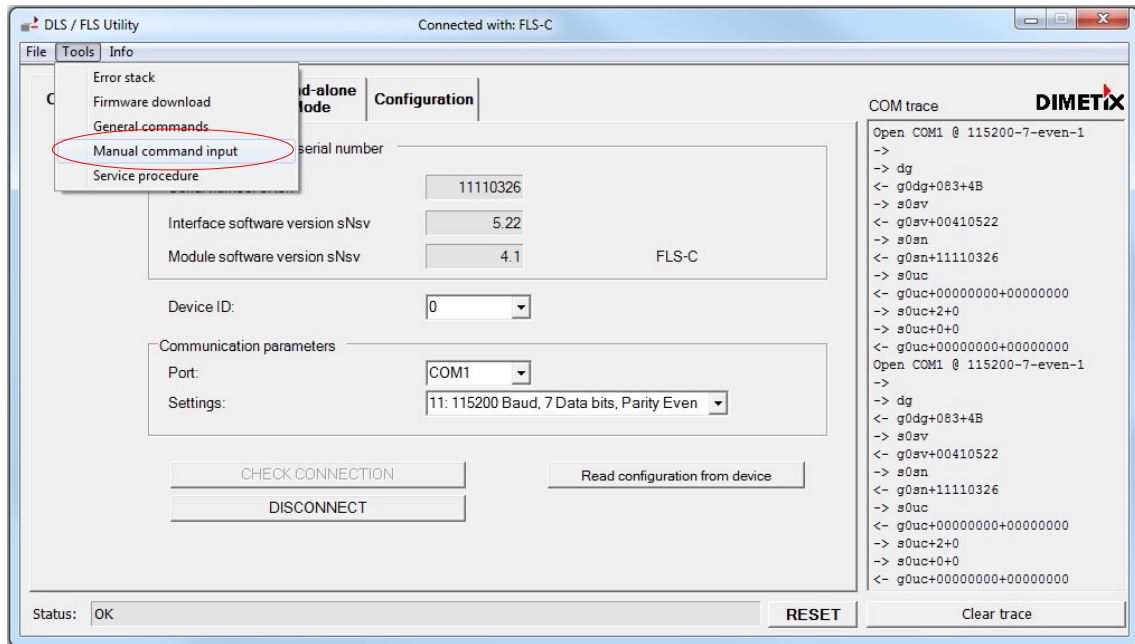 DLS / FLS Utility
Connected with: FLS-C
File Tools Info
Error stack
Firmware download
General commands
Manual command input
Service procedure
Configuration
serial number
11110326
Interface software version sNsv 5.22
Module software version sNsv 4.1 FLS-C
Device ID: 0
Communication parameters
Port: COM1
Settings: 11: 115200 Baud, 7 Data bits, Parity Even
CHECK CONNECTION
Read configuration from device
DISCONNECT
Status: OK
RESET
COM trace
DIMETIX
Open COM1 @ 115200-7-even-1
->
-> dg
<- g0dg+083+4B
-> s0sv
<- g0sv+00410522
-> s0sn
<- g0sn+11110326
-> s0uc
<- g0uc+00000000+00000000
-> s0uc+2+0
-> s0uc+0+0
<- g0uc+00000000+00000000
Open COM1 @ 115200-7-even-1
->
-> dg
<- g0dg+083+4B
-> s0sv
<- g0sv+00410522
-> s0sn
<- g0sn+11110326
-> s0uc
<- g0uc+00000000+00000000
-> s0uc+2+0
-> s0uc+0+0
<- g0uc+00000000+00000000
Clear trace